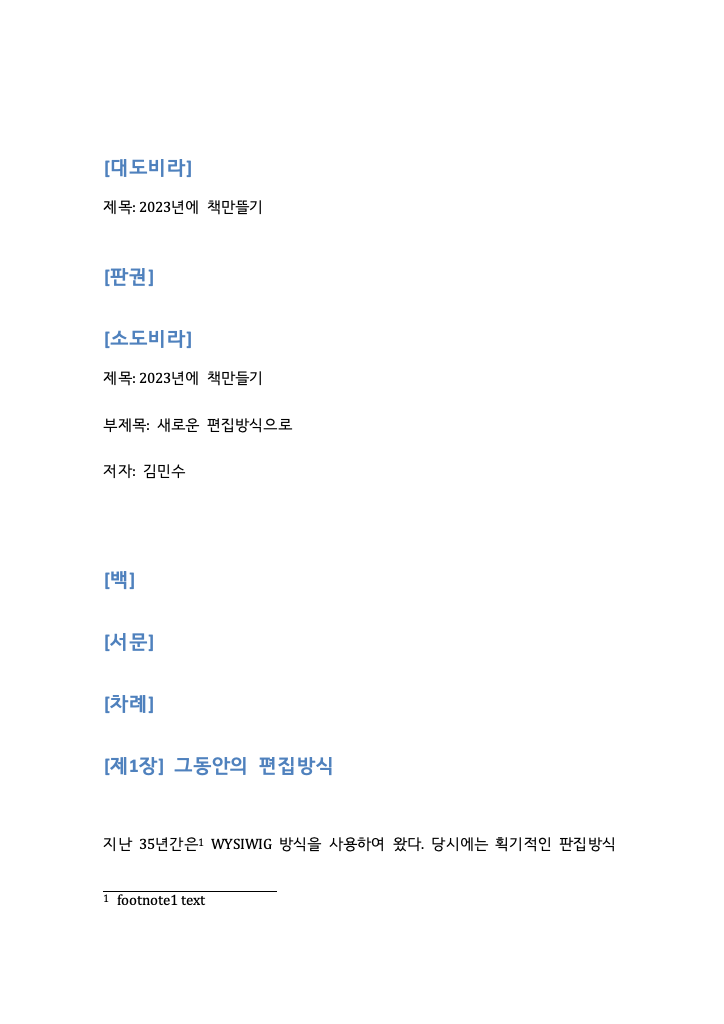 [대도비라]
제목: 2023년에 책만뜰기
[판권]
[소도비라]
제목: 2023년에 책만들기
부제목: 새로운 편집방식으로
저자: 김민수
[백]
[서문]
[차례]
[제1장] 그동안의 편집방식
지난 35년간은1 WYSIWIG 방식을 사용하여 왔다. 당시에는 획기적인 판집방식
1 footnote1 text